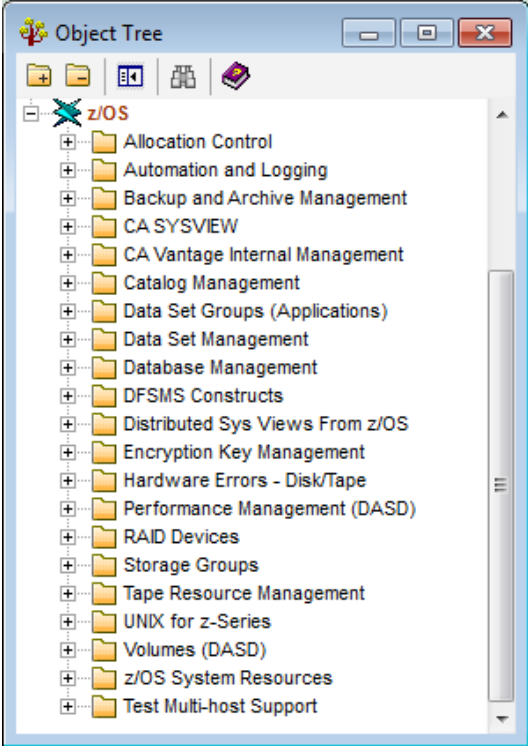 Object Tree
z/OS
Allocation Control
Automation and Logging
Backup and Archive Management
CA SYSVIEW
CA Vantage Internal Management
Catalog Management
Data Set Groups (Applications)
Data Set Management
Database Management
DFSMS Constructs
Distributed Sys Views From z/OS
Encryption Key Management
Hardware Errors - Disk/Tape
Performance Management (DASD)
RAID Devices
Storage Groups
Tape Resource Management
UNIX for z-Series
Volumes (DASD)
z/OS System Resources
Test Multi-host Support